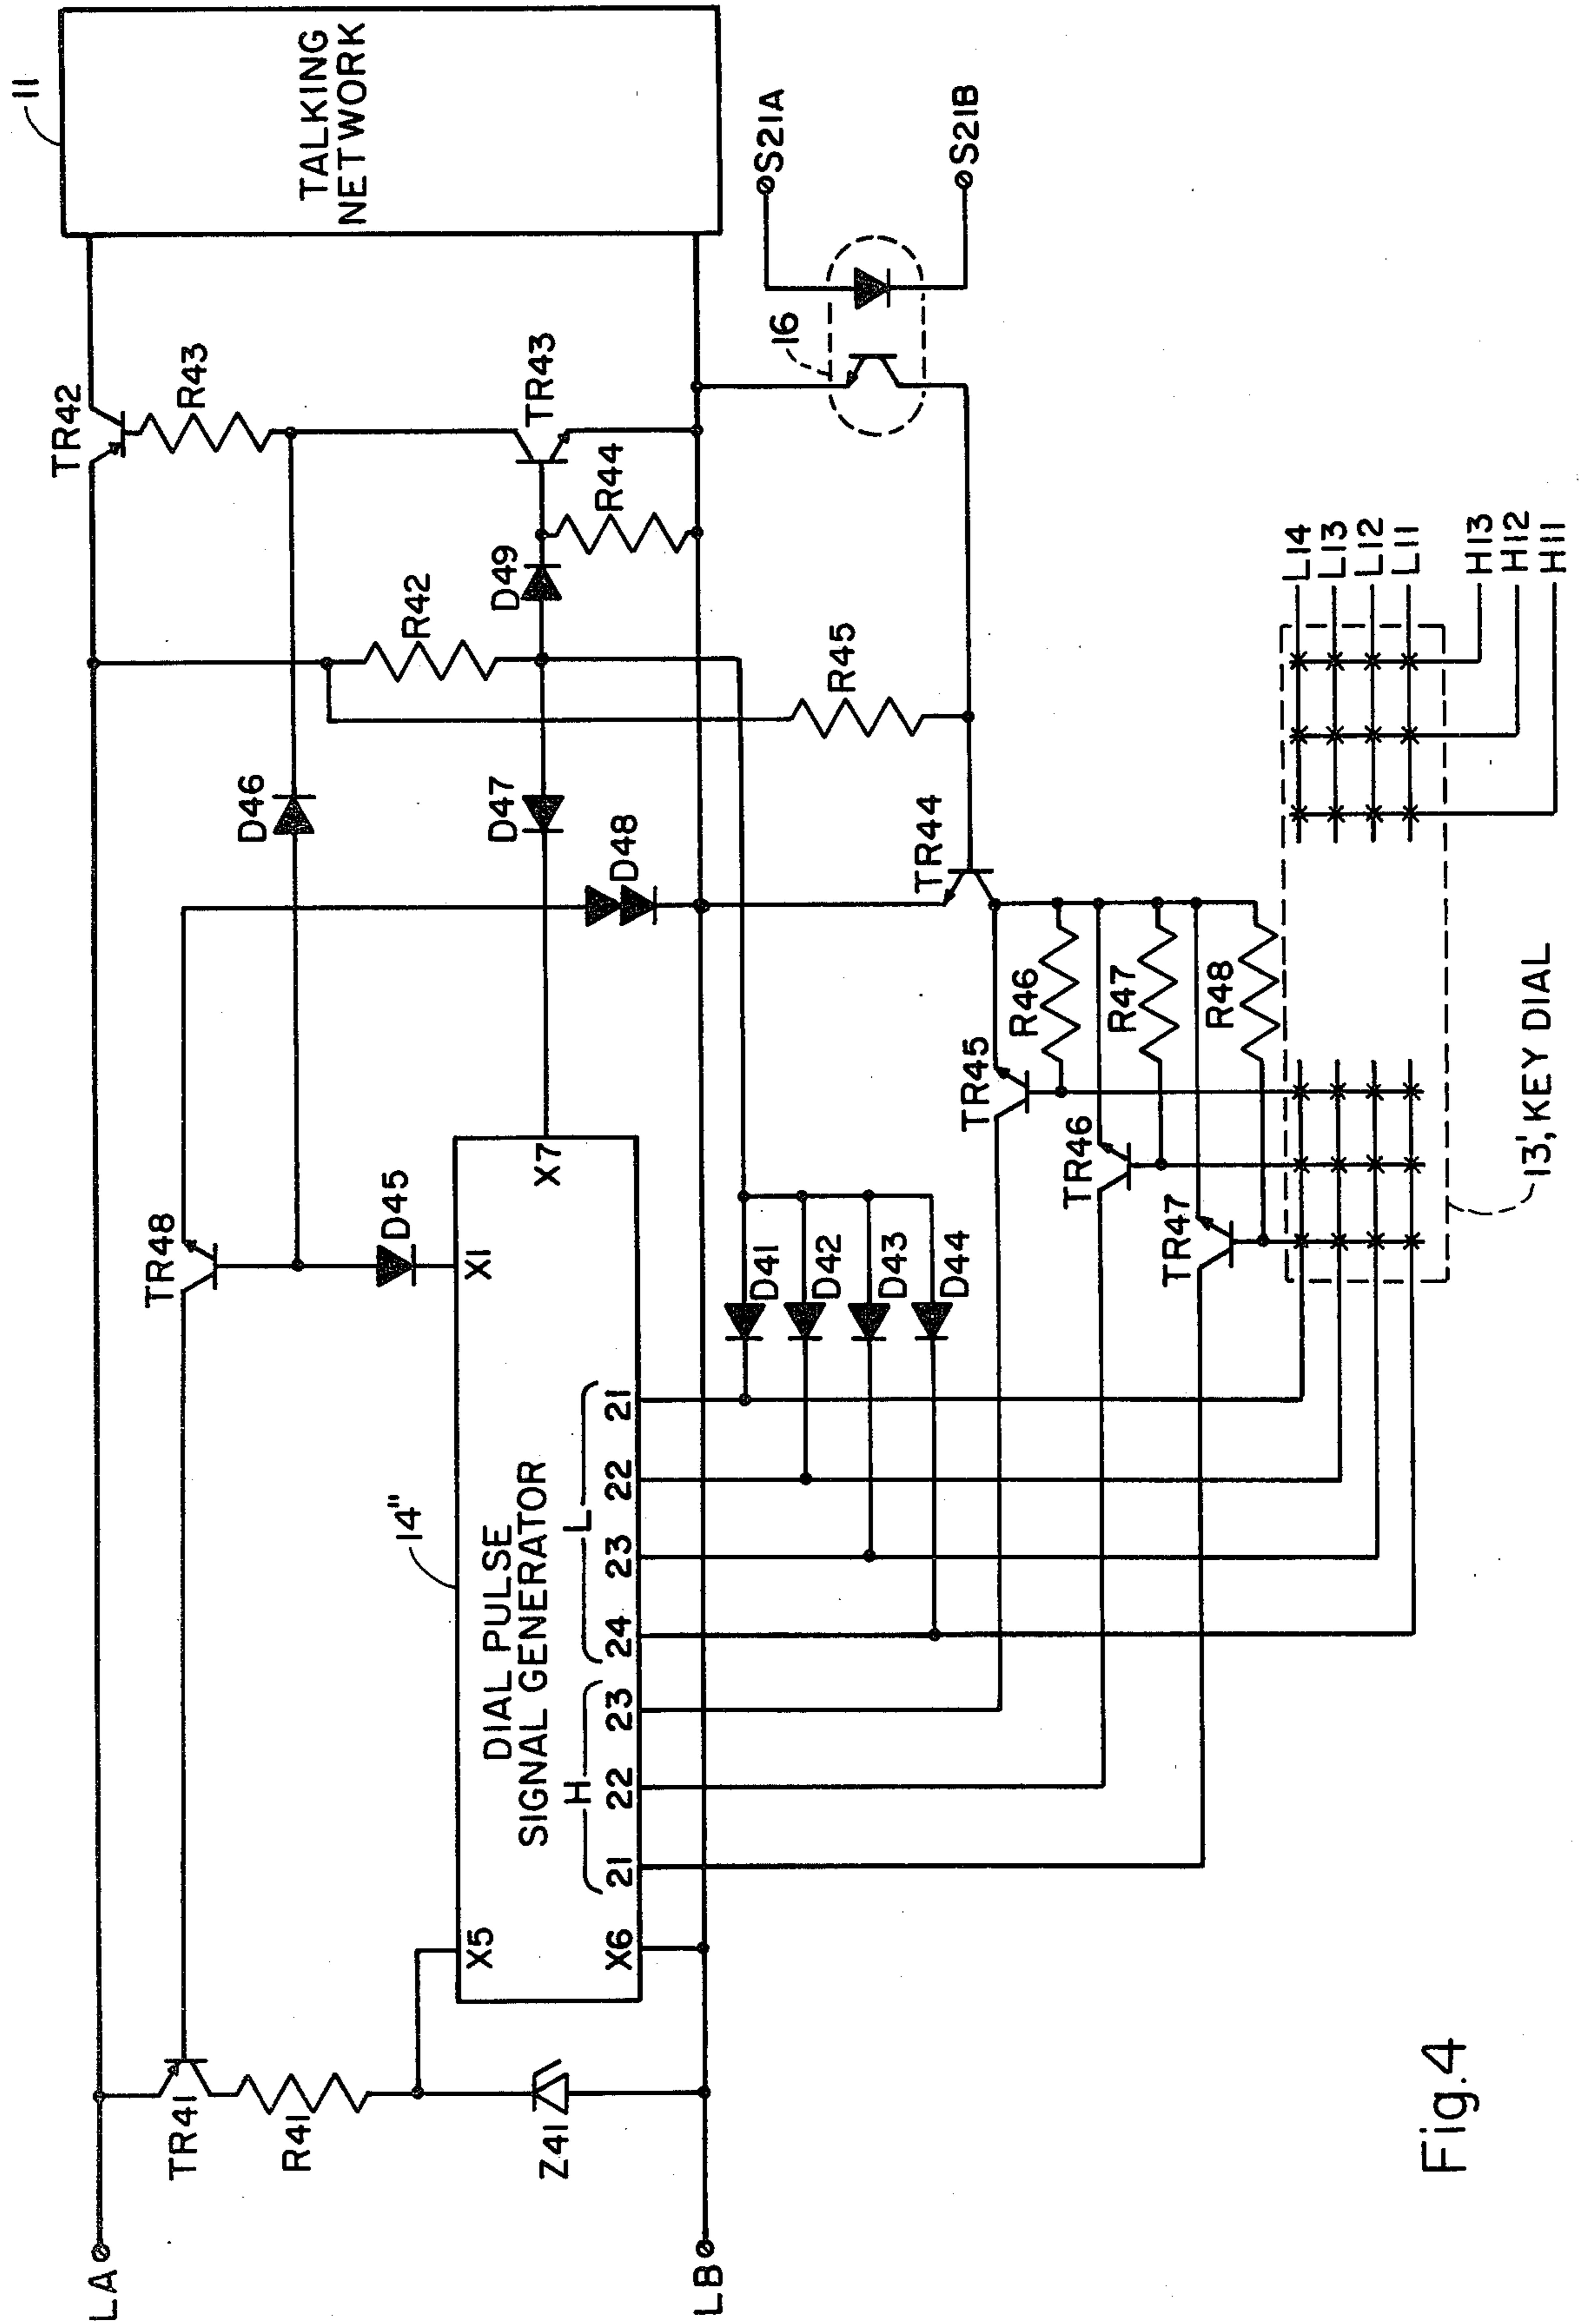 LA
LB
TR41
R41
Z41
X5
X6
14"
DIAL PULSE
SIGNAL GENERATOR
H
21
22
23
L
24
23
22
21
X1
X7
TR48
D45
D46
D47
D48
D49
R42
R43
R44
R45
TR42
TR43
11
TALKING
NETWORK
16
S21A
S21B
D41
D42
D43
D44
TR44
TR45
TR46
TR47
R46
R47
R48
L14
L13
L12
L11
H13
H12
H11
13', KEY DIAL
Fig.4